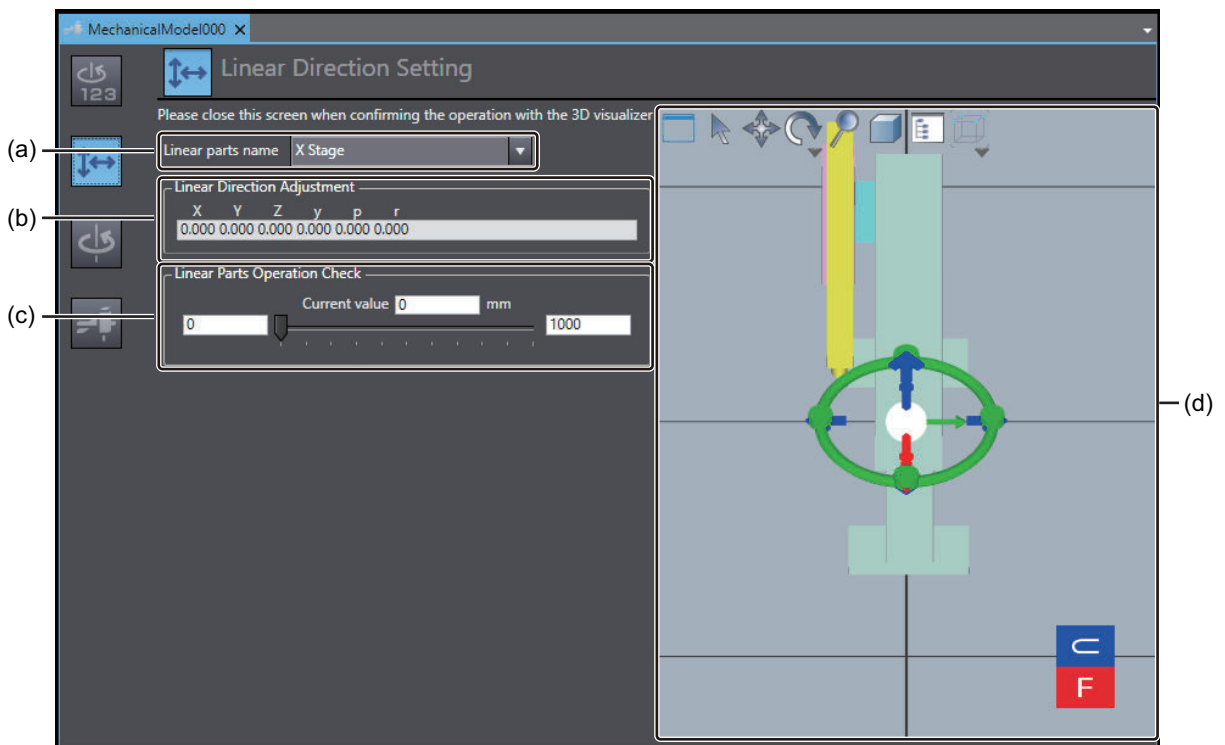 MechanicalModel000
123
Linear Direction Setting
Please close this screen when confirming the operation with the 3D visualizer
(a)
Linear parts name X Stage
(b)
Linear Direction Adjustment
X Y Z y p r
0.000 0.000 0.000 0.000 0.000 0.000
(c)
Linear Parts Operation Check
Current value 0 mm
0 1000
(d)
U
F